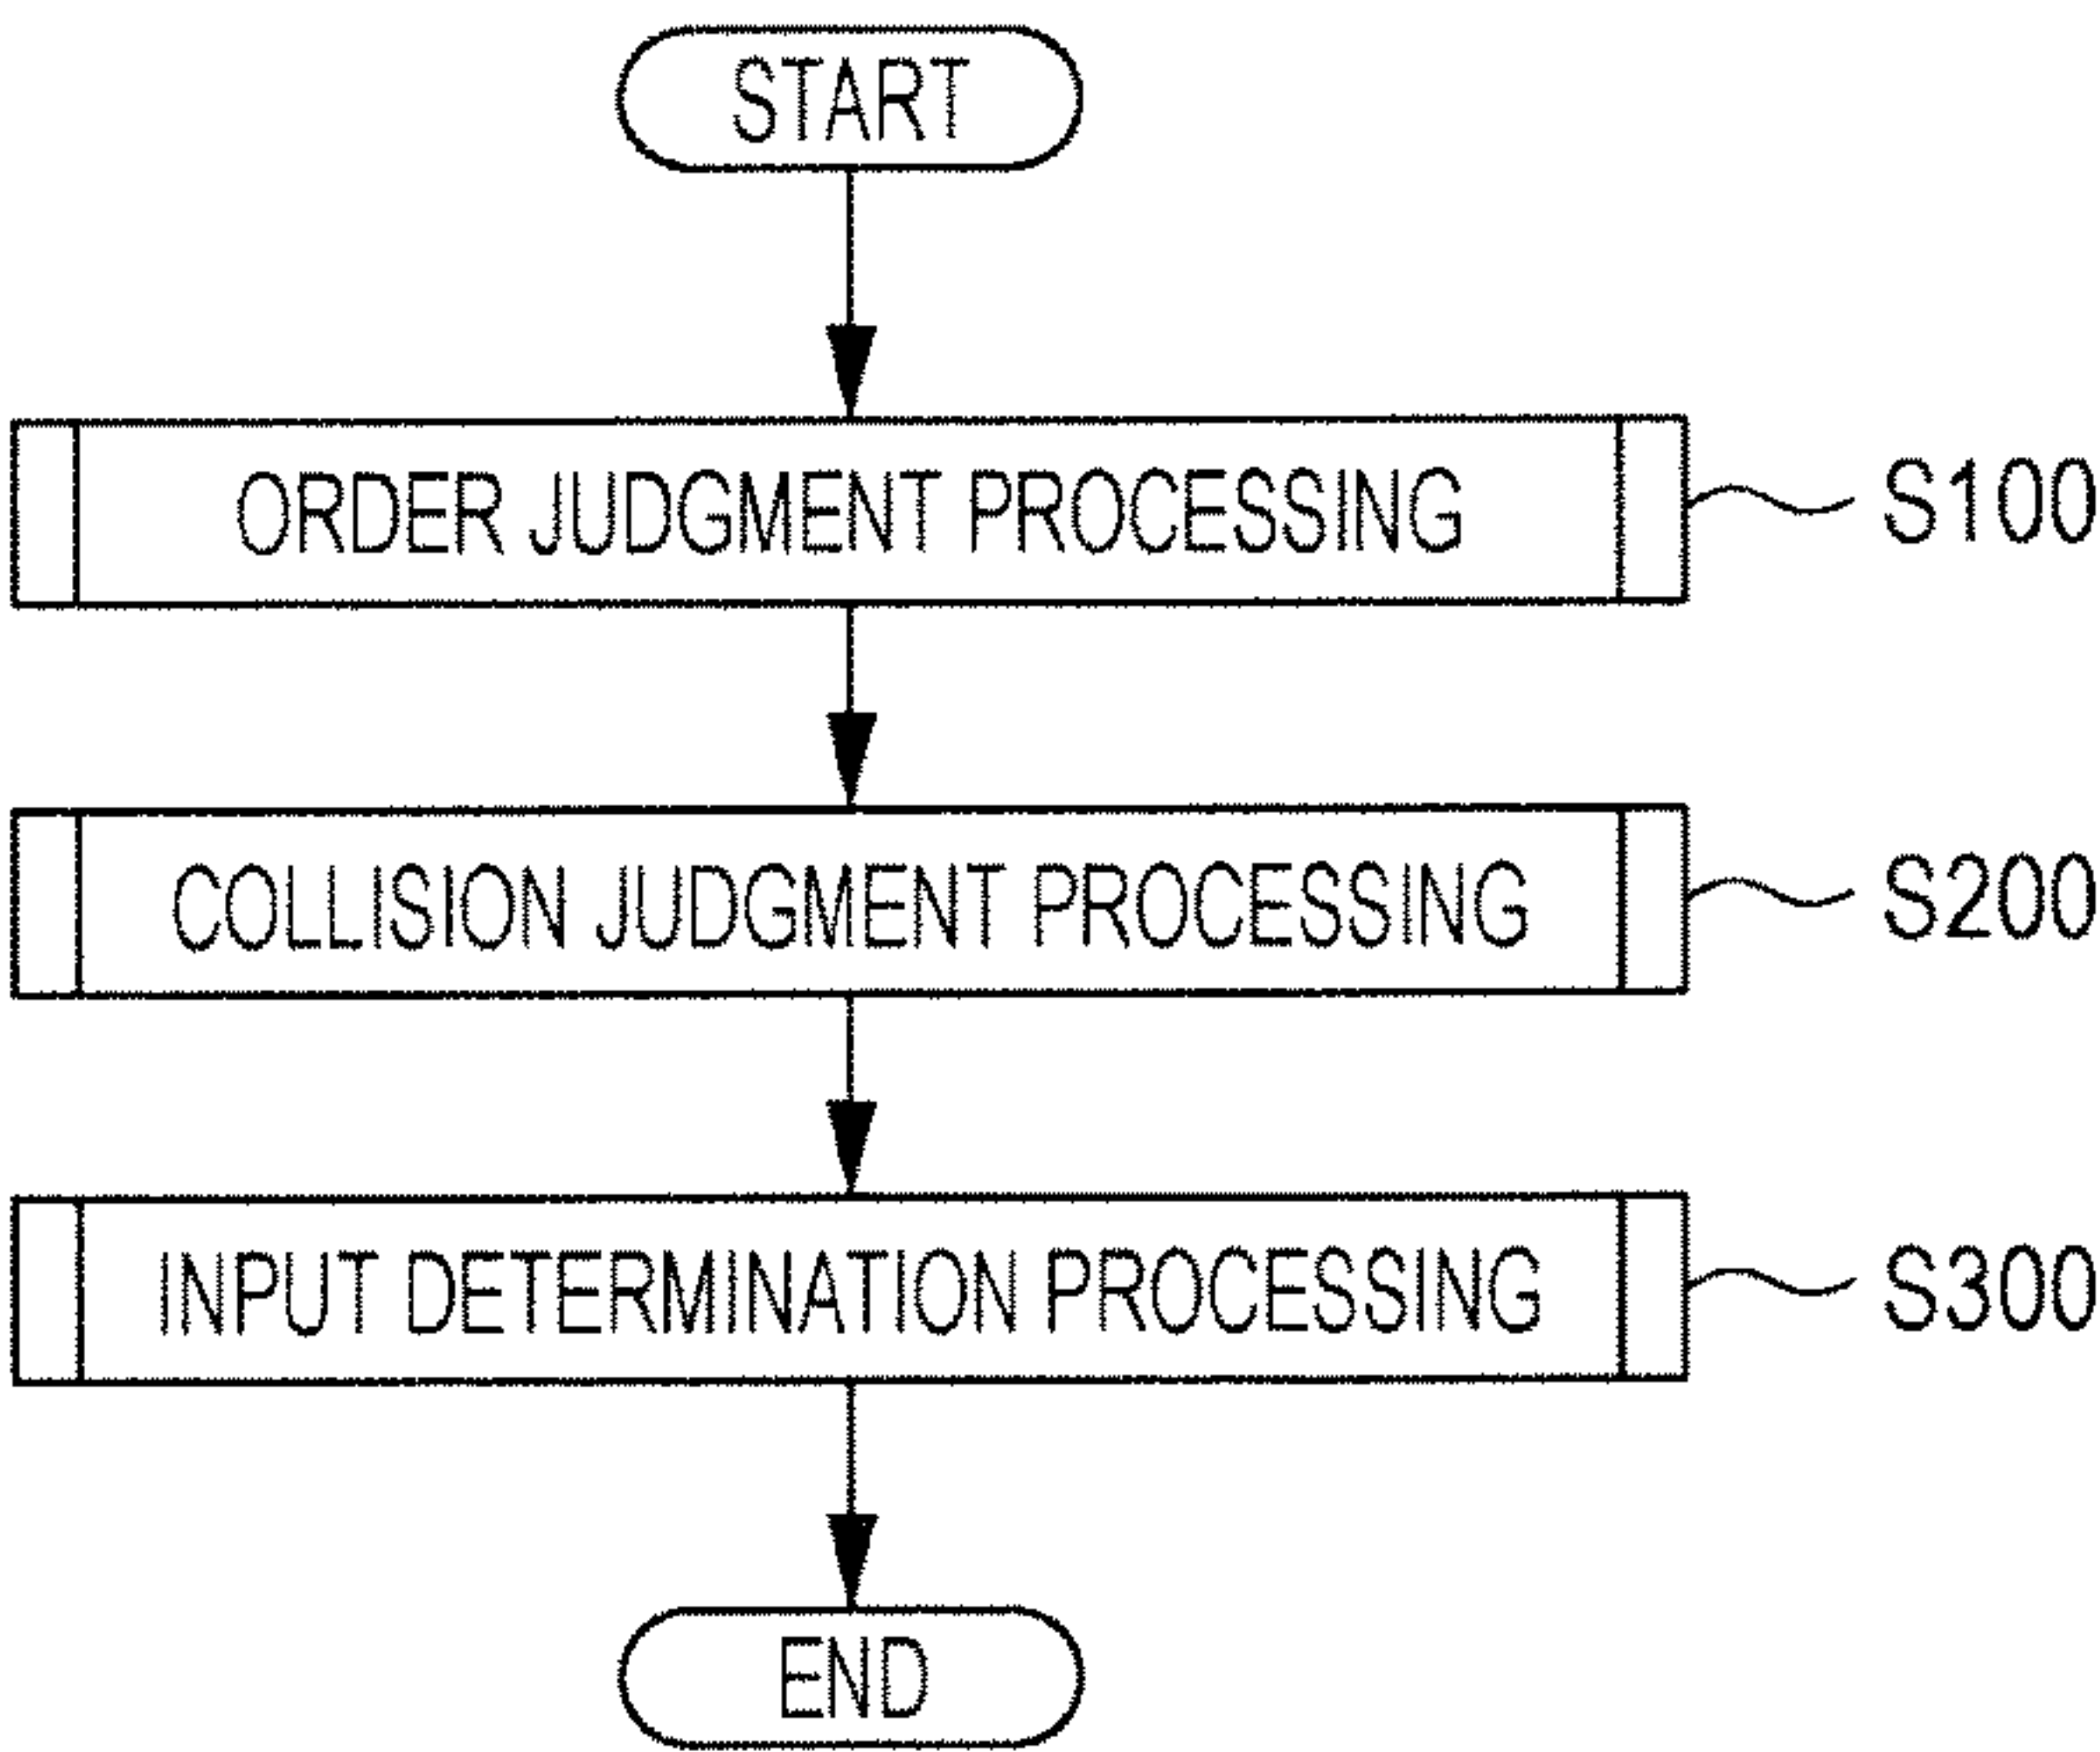 START
ORDER JUDGMENT PROCESSING S100
COLLISION JUDGMENT PROCESSING S200
INPUT DETERMINATION PROCESSING S300
END